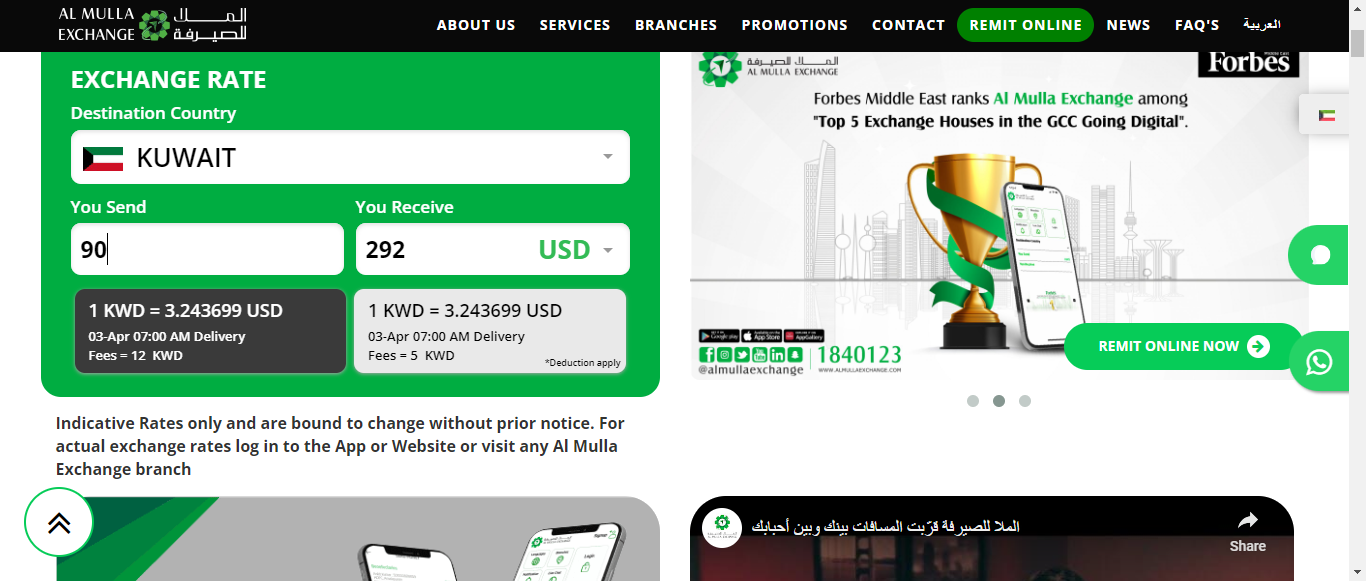 AL MULLA
EXCHANGE
الملا
للصيرفة
ABOUT US
SERVICES
BRANCHES
PROMOTIONS
CONTACT
REMIT ONLINE
NEWS
FAQ'S
العربية
EXCHANGE RATE
Destination Country
KUWAIT
You Send
You Receive
90
292
USD
1 KWD = 3.243699 USD
03-Apr 07:00 AM Delivery
Fees = 12 KWD
1 KWD = 3.243699 USD
03-Apr 07:00 AM Delivery
Fees = 5 KWD
*Deduction apply
Indicative Rates only and are bound to change without prior notice. For
actual exchange rates log in to the App or Website or visit any Al Mulla
Exchange branch
الملا للصيرفة
AL MULLA EXCHANGE
Forbes
Forbes Middle East ranks Al Mulla Exchange among
"Top 5 Exchange Houses in the GCC Going Digital".
Google play
App Store
AppGallery
@almullaexchange
1840123
WWW.ALMULLAEXCHANGE.COM
REMIT ONLINE NOW
الملا للصيرفة قرّبت المسافات بينك وبين أحبابك
Share